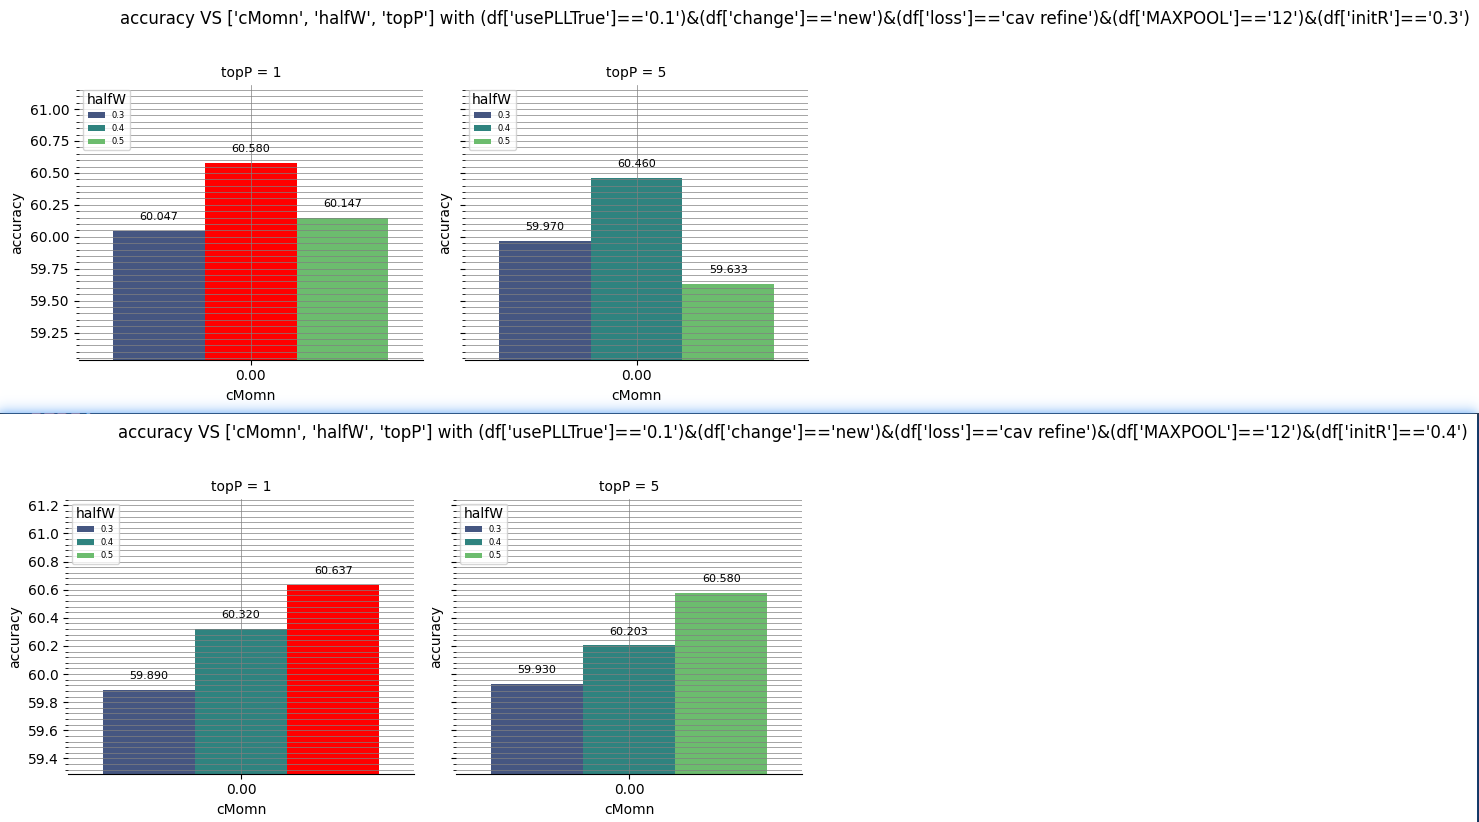 accuracy VS ['cMomn', 'halfW', 'topP'] with (df['usePLLTrue']=='0.1')&(df['change']=='new')&(df['loss']=='cav refine')&(df['MAXPOOL']=='12')&(df['initR']=='0.3')
topP = 1
accuracy
61.00
60.75
60.50
60.25
60.00
59.75
59.50
59.25
halfW
0.3
0.4
0.5
60.047
60.580
60.147
0.00
cMomn
topP = 5
accuracy
halfW
0.3
0.4
0.5
59.970
60.460
59.633
0.00
cMomn
accuracy VS ['cMomn', 'halfW', 'topP'] with (df['usePLLTrue']=='0.1')&(df['change']=='new')&(df['loss']=='cav refine')&(df['MAXPOOL']=='12')&(df['initR']=='0.4')
topP = 1
accuracy
61.2
61.0
60.8
60.6
60.4
60.2
60.0
59.8
59.6
59.4
halfW
0.3
0.4
0.5
59.890
60.320
60.637
0.00
cMomn
topP = 5
accuracy
halfW
0.3
0.4
0.5
59.930
60.203
60.580
0.00
cMomn